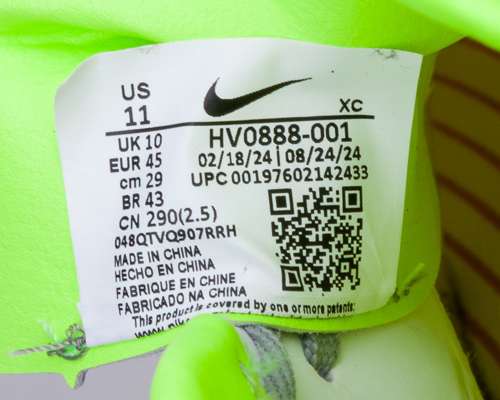 US
11
XC
UK 10
EUR 45
cm 29
BR 43
CN 290(2.5)
HV0888-001
02/18/24 | 08/24/24
UPC 00197602142433
048QTVQ907RRH
MADE IN CHINA
HECHO EN CHINA
FABRIQUE EN CHINE
FABRICADO NA CHINA
This product is covered by one or more patents: